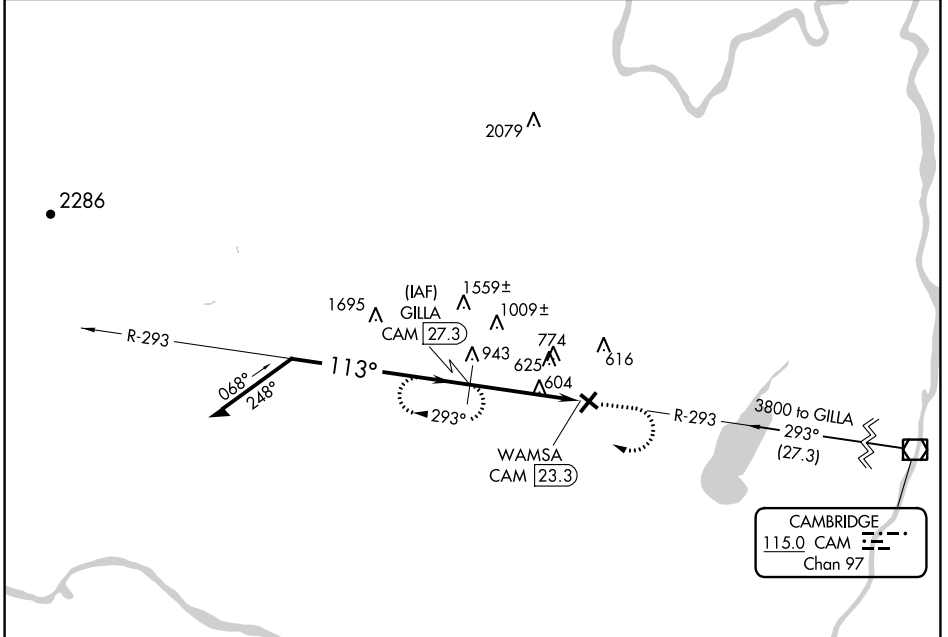 2079
2286
1559±
(IAF)
GILLA
CAM 27.3
1695
1009±
R-293
774
943
625
616
113°
604
068°
248°
293°
R-293
3800 to GILLA
293°
(27.3)
WAMSA
CAM 23.3
CAMBRIDGE
115.0 CAM
Chan 97